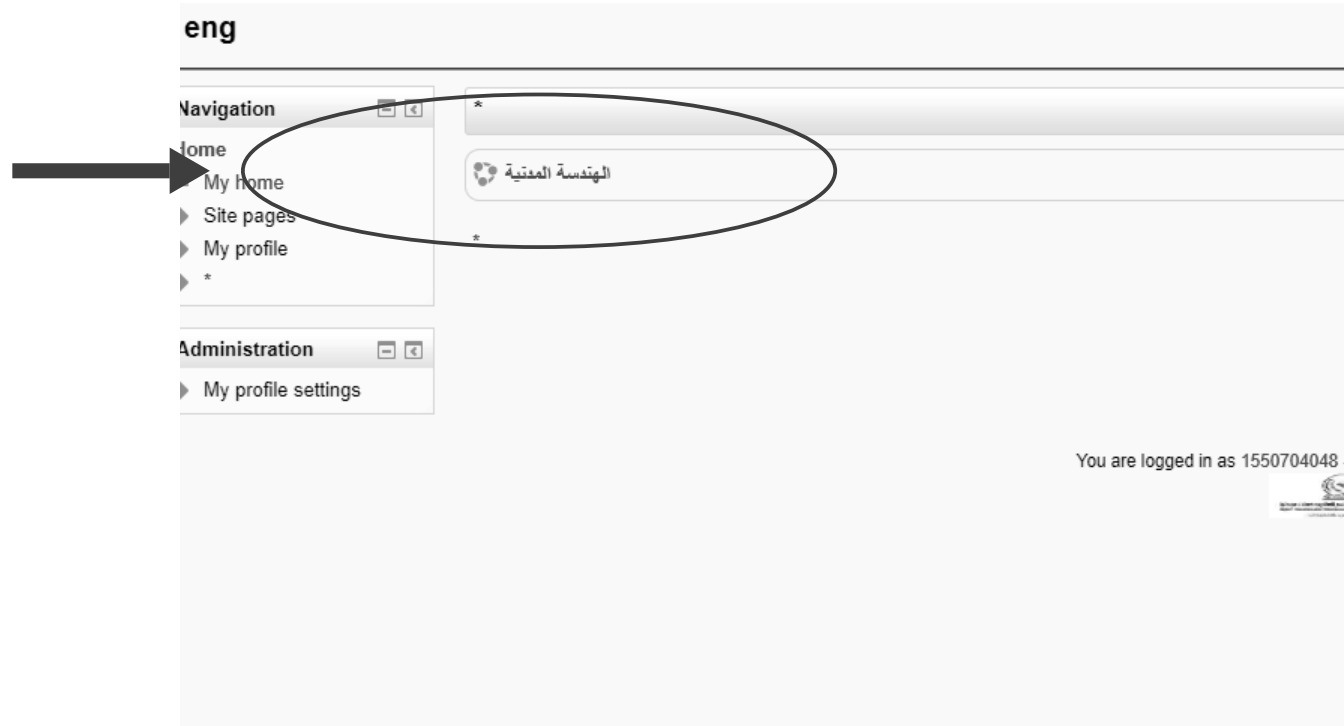 eng
Navigation
Home
My home
Site pages
My profile
*
Administration
My profile settings
*
الهندسة المدنية
*
You are logged in as 1550704048